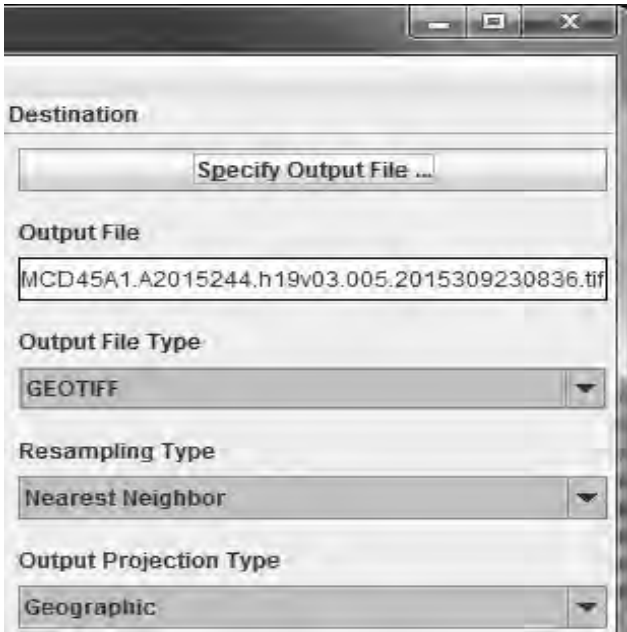 Destination
Specify Output File ...
Output File
MCD45A1.A2015244.h19v03.005.2015309230836.tif
Output File Type
GEOTIFF
Resampling Type
Nearest Neighbor
Output Projection Type
Geographic